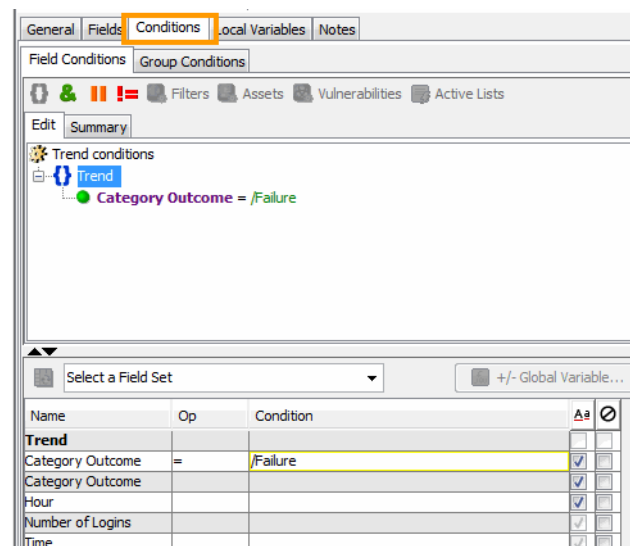 General Fields Conditions Local Variables Notes
Field Conditions Group Conditions
{} & != Filters Assets Vulnerabilities Active Lists
Edit Summary
Trend conditions
{} Trend
Category Outcome = /Failure
Select a Field Set +/- Global Variable...
Name Op Condition Aa
Trend
Category Outcome = /Failure
Category Outcome
Hour
Number of Logins
Time